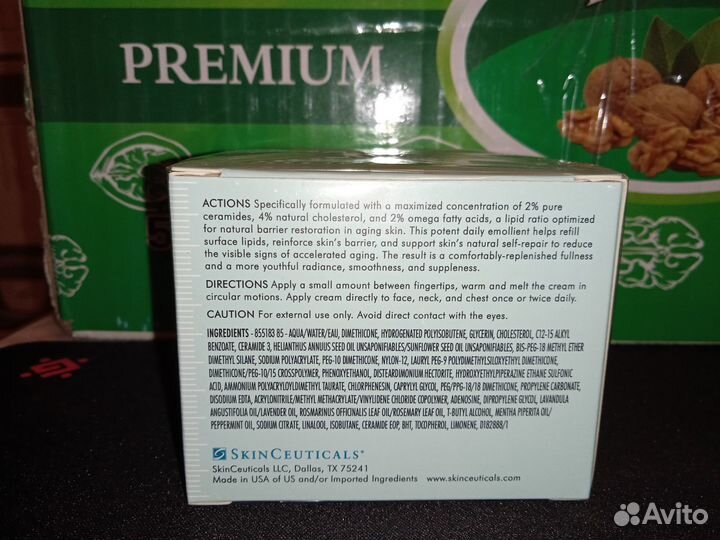 PREMIUM
ACTIONS Specifically formulated with a maximized concentration of 2% pure
ceramides, 4% natural cholesterol, and 2% omega fatty acids, a lipid ratio optimized
for natural barrier restoration in aging skin. This potent daily emollient helps refill
surface lipids, reinforce skin's barrier, and support skin's natural self-repair to reduce
the visible signs of accelerated aging. The result is a comfortably-replenished fullness
and a more youthful radiance, smoothness, and suppleness.
DIRECTIONS Apply a small amount between fingertips, warm and melt the cream in
circular motions. Apply cream directly to face, neck, and chest once or twice daily.
CAUTION For external use only. Avoid direct contact with the eyes.
INGREDIENTS - 855183 B5 - AQUA/WATER/EAU, DIMETHICONE, HYDROGENATED POLYISOBUTENE, GLYCERIN, CHOLESTEROL, C12-15 ALKYL
BENZOATE, CERAMIDE 3, HELIANTHUS ANNUUS SEED OIL UNSAPONIFIABLES/SUNFLOWER SEED OIL UNSAPONIFIABLES, BIS-PEG-18 METHYL ETHER
DIMETHYL SILANE, SODIUM POLYACRYLATE, PEG-10 DIMETHICONE, NYLON-12, LAURYL PEG-9 POLYDIMETHYLSILOXYETHYL DIMETHICONE,
DIMETHICONE/PEG-10/15 CROSSPOLYMER, PHENOXYETHANOL, DISTEARDIMONIUM HECTORITE, HYDROXYETHYLPIPERAZINE ETHANE SULFONIC
ACID, AMMONIUM POLYACRYLOYLDIMETHYL TAURATE, CHLORPHENESIN, CAPRYLYL GLYCOL, PEG/PPG-18/18 DIMETHICONE, PROPYLENE CARBONATE,
DISODIUM EDTA, ACRYLONITRILE/METHYL METHACRYLATE/VINYLIDENE CHLORIDE COPOLYMER, ADENOSINE, DIPROPYLENE GLYCOL, LAVANDULA
ANGUSTIFOLIA OIL/LAVENDER OIL, ROSMARINUS OFFICINALIS LEAF OIL/ROSEMARY LEAF OIL, T-BUTYL ALCOHOL, MENTHA PIPERITA OIL/
PEPPERMINT OIL, SODIUM CITRATE, LINALOOL, ISOBUTANE, CERAMIDE EOP, BHT, TOCOPHEROL, LIMONENE, D182888/1
SKINCEUTICALS®
SkinCeuticals LLC, Dallas, TX 75241
Made in USA of US and/or Imported Ingredients www.skinceuticals.com
Avito